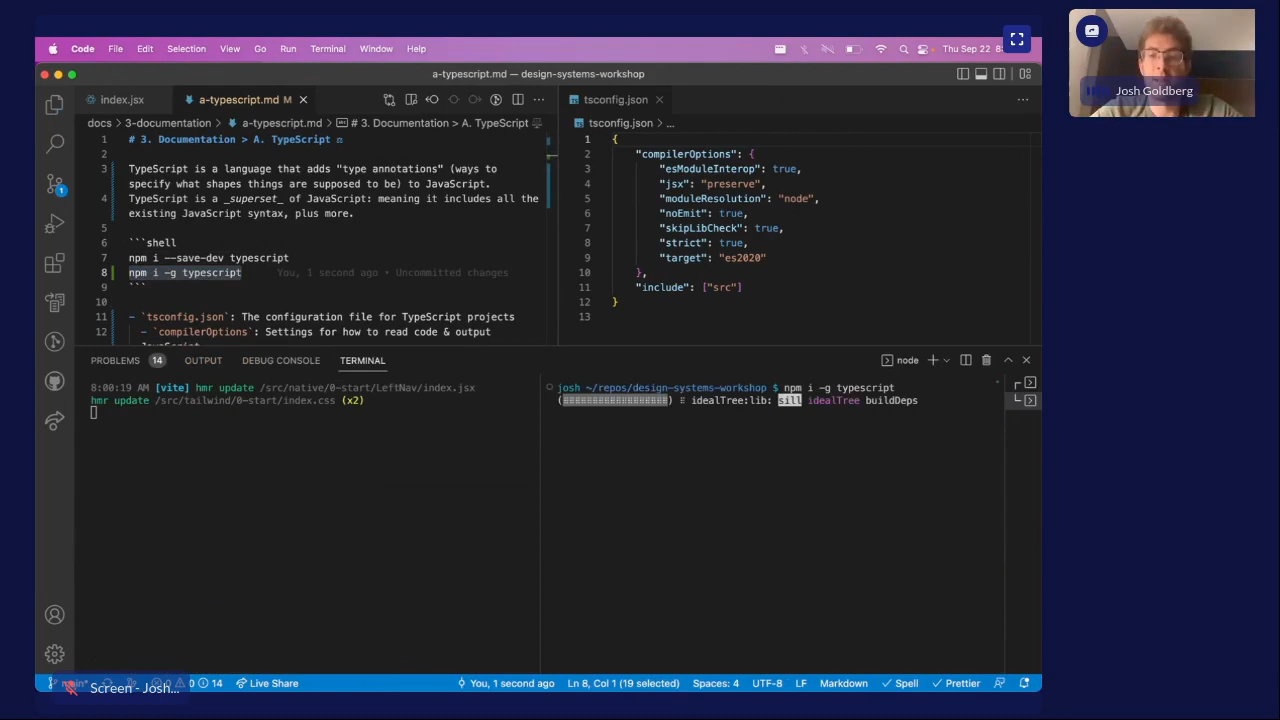 Code File Edit Selection View Go Run Terminal Window Help
Thu Sep 22
a-typescript.md — design-systems-workshop
Josh Goldberg
index.jsx
a-typescript.md M
docs > 3-documentation > a-typescript.md > # 3. Documentation > A. TypeScript
1 # 3. Documentation > A. TypeScript
2
3 TypeScript is a language that adds "type annotations" (ways to
specify what shapes things are supposed to be) to JavaScript.
4 TypeScript is a _superset_ of JavaScript: meaning it includes all the
existing JavaScript syntax, plus more.
5
6 ```shell
7 npm i --save-dev typescript
8 npm i -g typescript You, 1 second ago • Uncommitted changes
9 ```
10
11 - `tsconfig.json`: The configuration file for TypeScript projects
12 - `compilerOptions`: Settings for how to read code & output
tsconfig.json
tsconfig.json > ...
1 {
2 "compilerOptions": {
3 "esModuleInterop": true,
4 "jsx": "preserve",
5 "moduleResolution": "node",
6 "noEmit": true,
7 "skipLibCheck": true,
8 "strict": true,
9 "target": "es2020"
10 },
11 "include": ["src"]
12 }
13
1
PROBLEMS 14 OUTPUT DEBUG CONSOLE TERMINAL
node
8:00:19 AM [vite] hmr update /src/native/0-start/LeftNav/index.jsx
hmr update /src/tailwind/0-start/index.css (x2)
josh ~/repos/design-systems-workshop $ npm i -g typescript
idealTree:lib: sill idealTree buildDeps
0 14 Live Share You, 1 second ago Ln 8, Col 1 (19 selected) Spaces: 4 UTF-8 LF Markdown Spell Prettier
Screen - Josh...